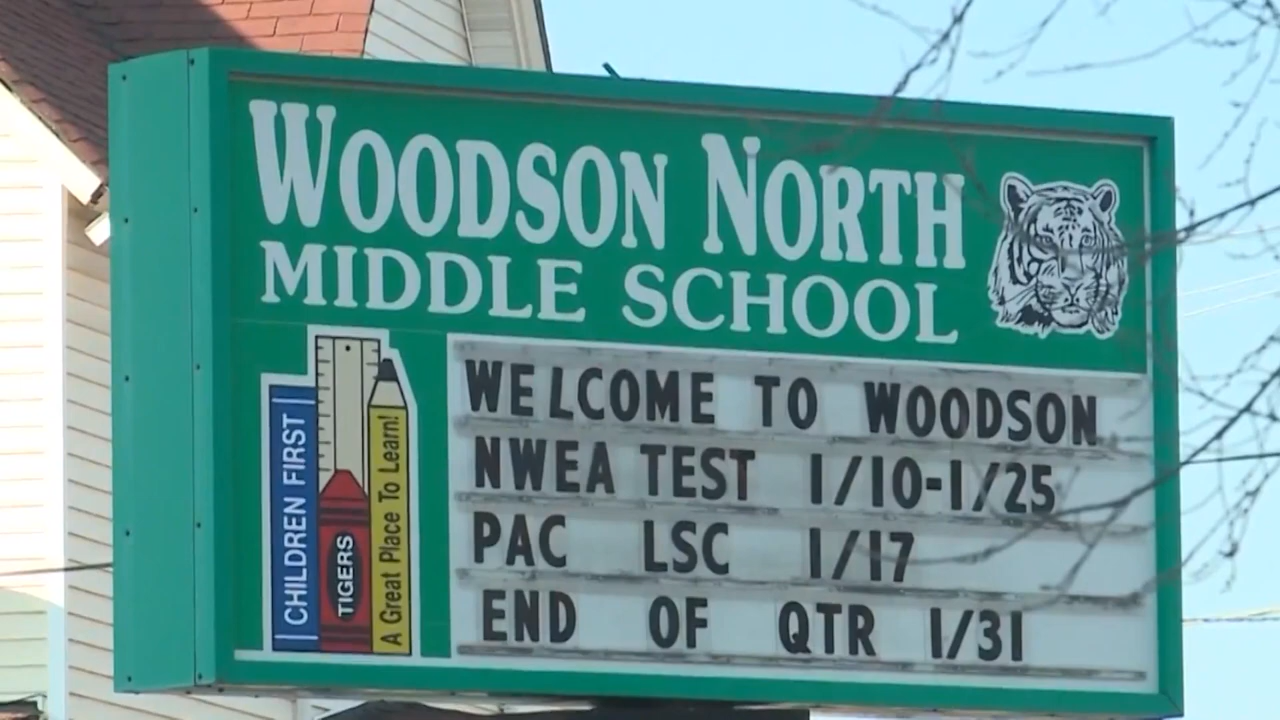 WOODSON NORTH
MIDDLE SCHOOL
CHILDREN FIRST
TIGERS
A Great Place To Learn!
WELCOME TO WOODSON
NWEA TEST 1/10-1/25
PAC LSC 1/17
END OF QTR 1/31